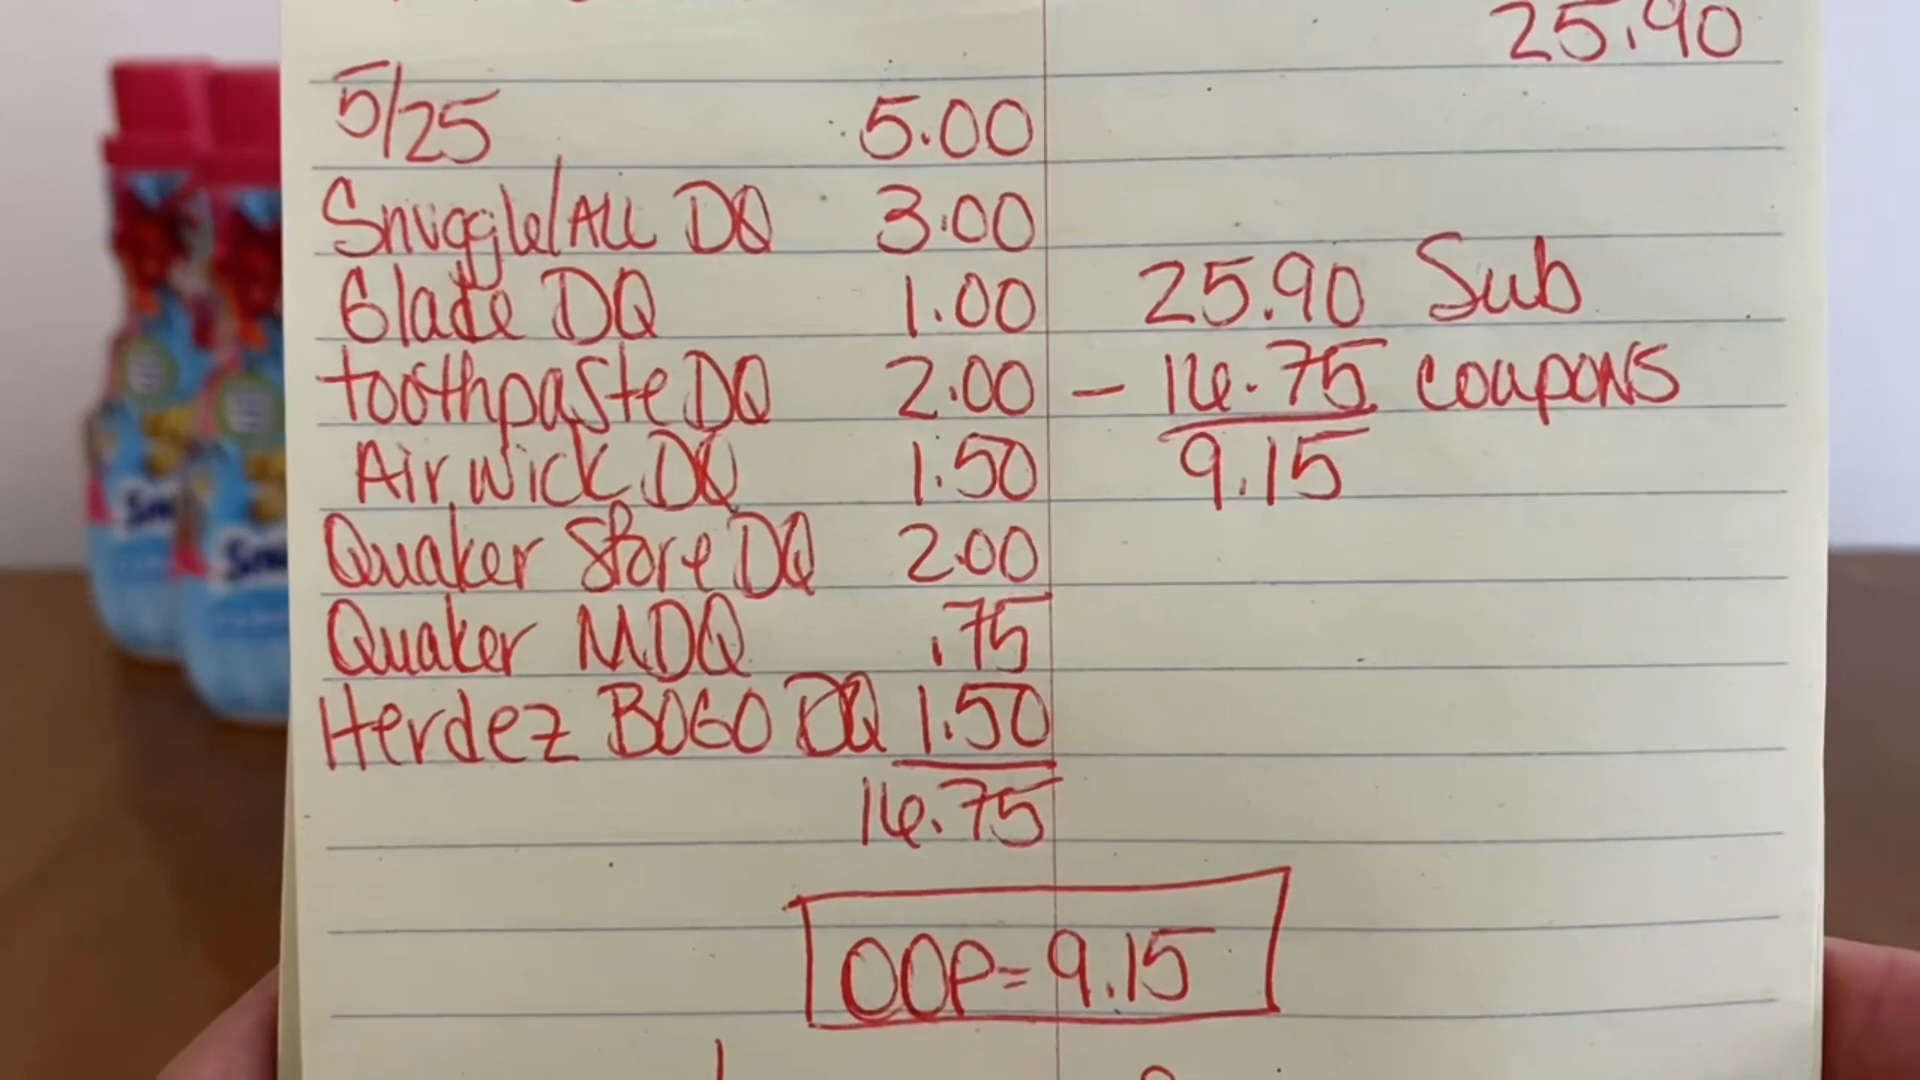 25.90
5/25 5.00
Snuggle/ALL DQ 3.00
Glade DQ 1.00
toothpaste DQ 2.00
Air Wick DQ 1.50
Quaker Store DQ 2.00
Quaker MDQ .75
Herdez BOGO DQ 1.50
16.75
25.90 Sub
- 16.75 coupons
9.15
OOP = 9.15